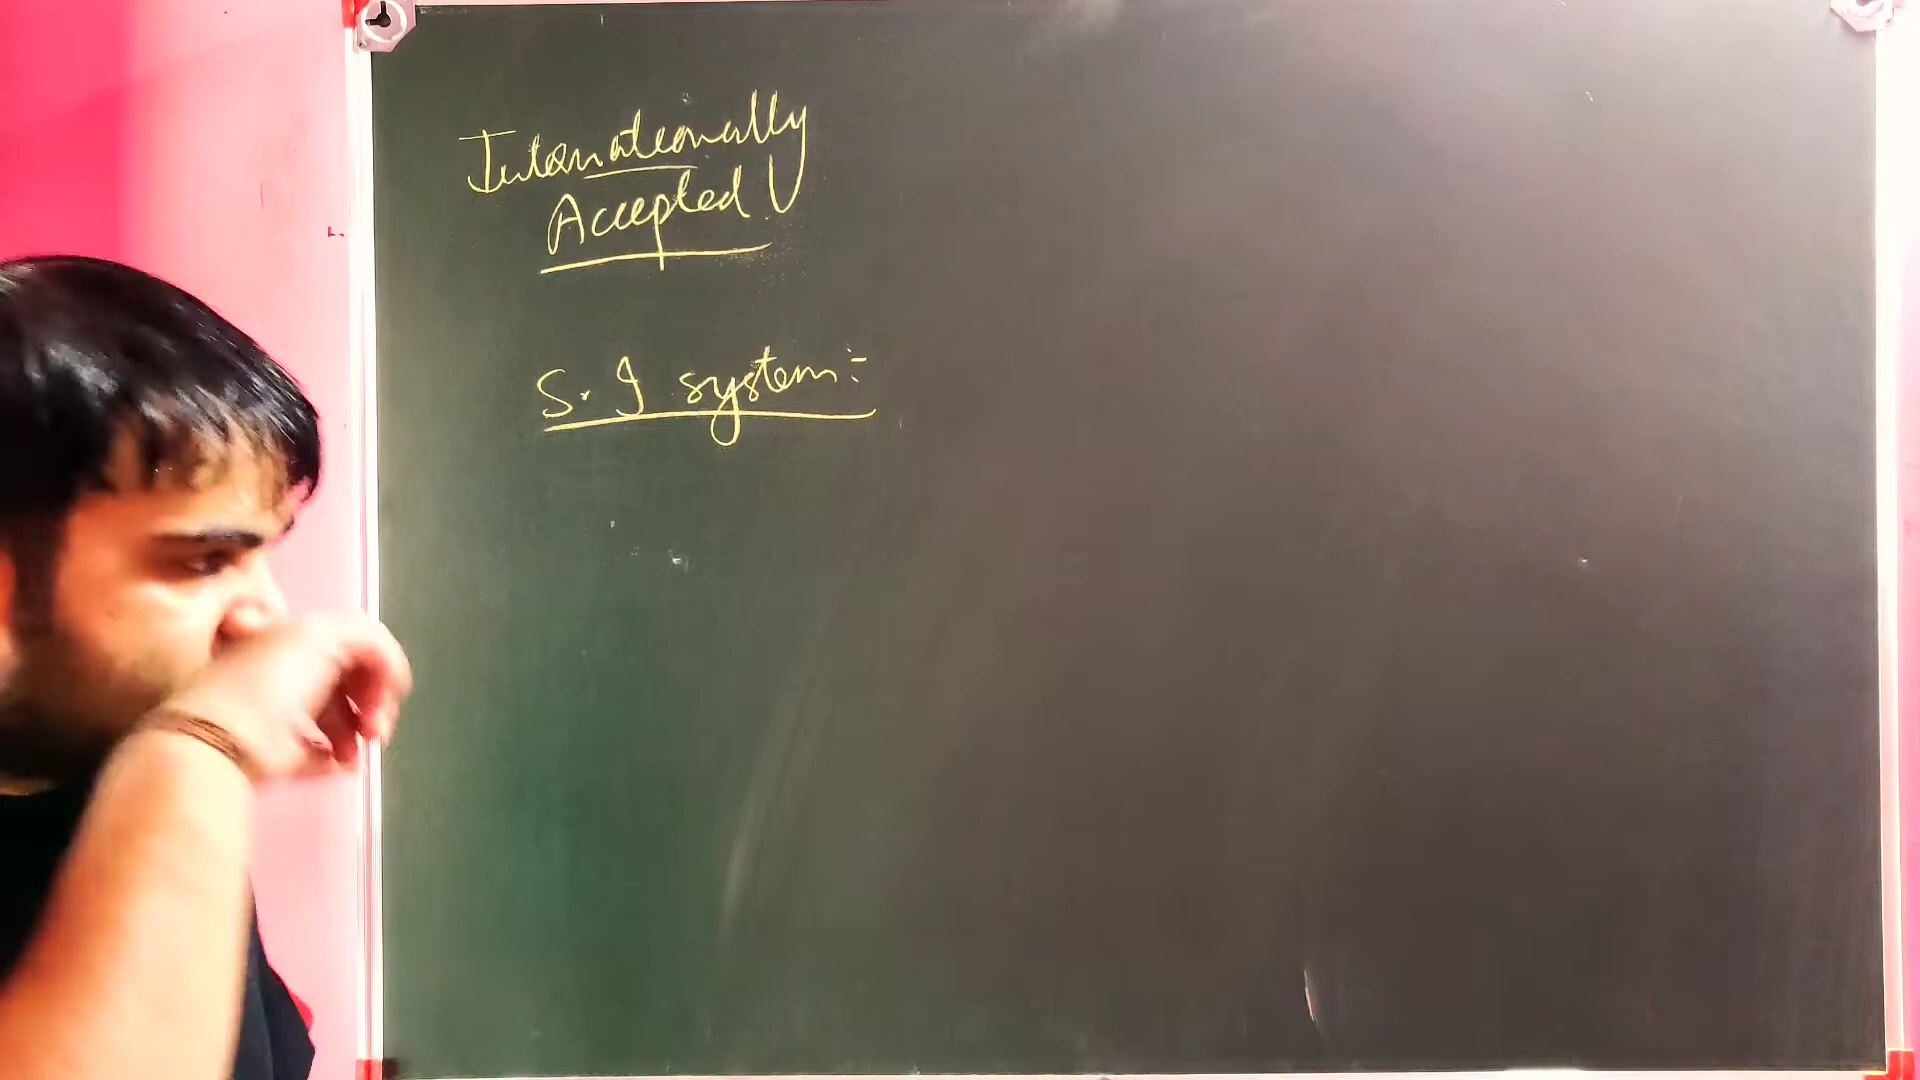 Internationally
Accepted
S. I system:-